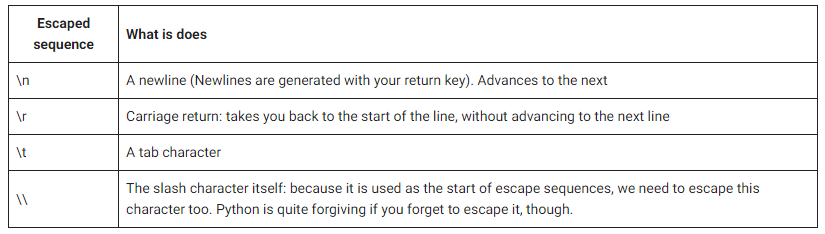 Escaped
sequence
What is does
\n
A newline (Newlines are generated with your return key). Advances to the next
\r
Carriage return: takes you back to the start of the line, without advancing to the next line
\t
A tab character
\\
The slash character itself: because it is used as the start of escape sequences, we need to escape this
character too. Python is quite forgiving if you forget to escape it, though.